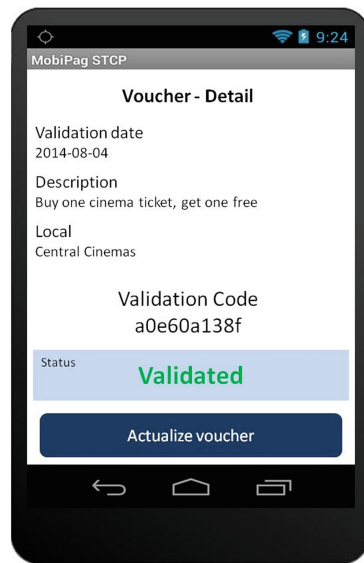 9:24
MobiPag STCP
Voucher - Detail
Validation date
2014-08-04
Description
Buy one cinema ticket, get one free
Local
Central Cinemas
Validation Code
a0e60a138f
Status
Validated
Actualize voucher